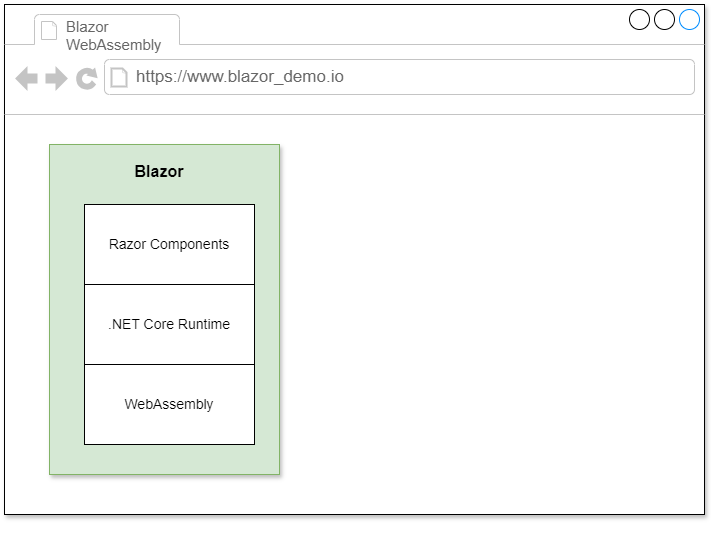 Blazor
WebAssembly
https://www.blazor_demo.io
Blazor
Razor Components
.NET Core Runtime
WebAssembly